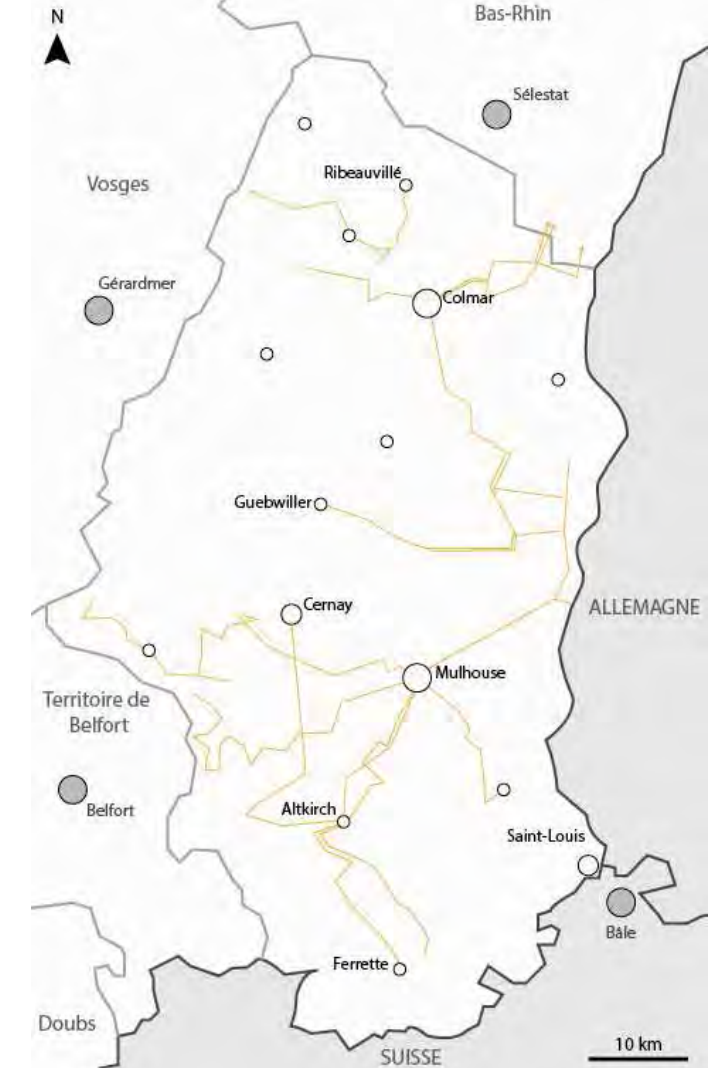 N
Bas-Rhin
Sélestat
Ribeauvillé
Vosges
Gérardmer
Colmar
Guebwiller
Cernay
ALLEMAGNE
Mulhouse
Territoire de
Belfort
Belfort
Altkirch
Saint-Louis
Bâle
Ferrette
Doubs
10 km
SUISSE